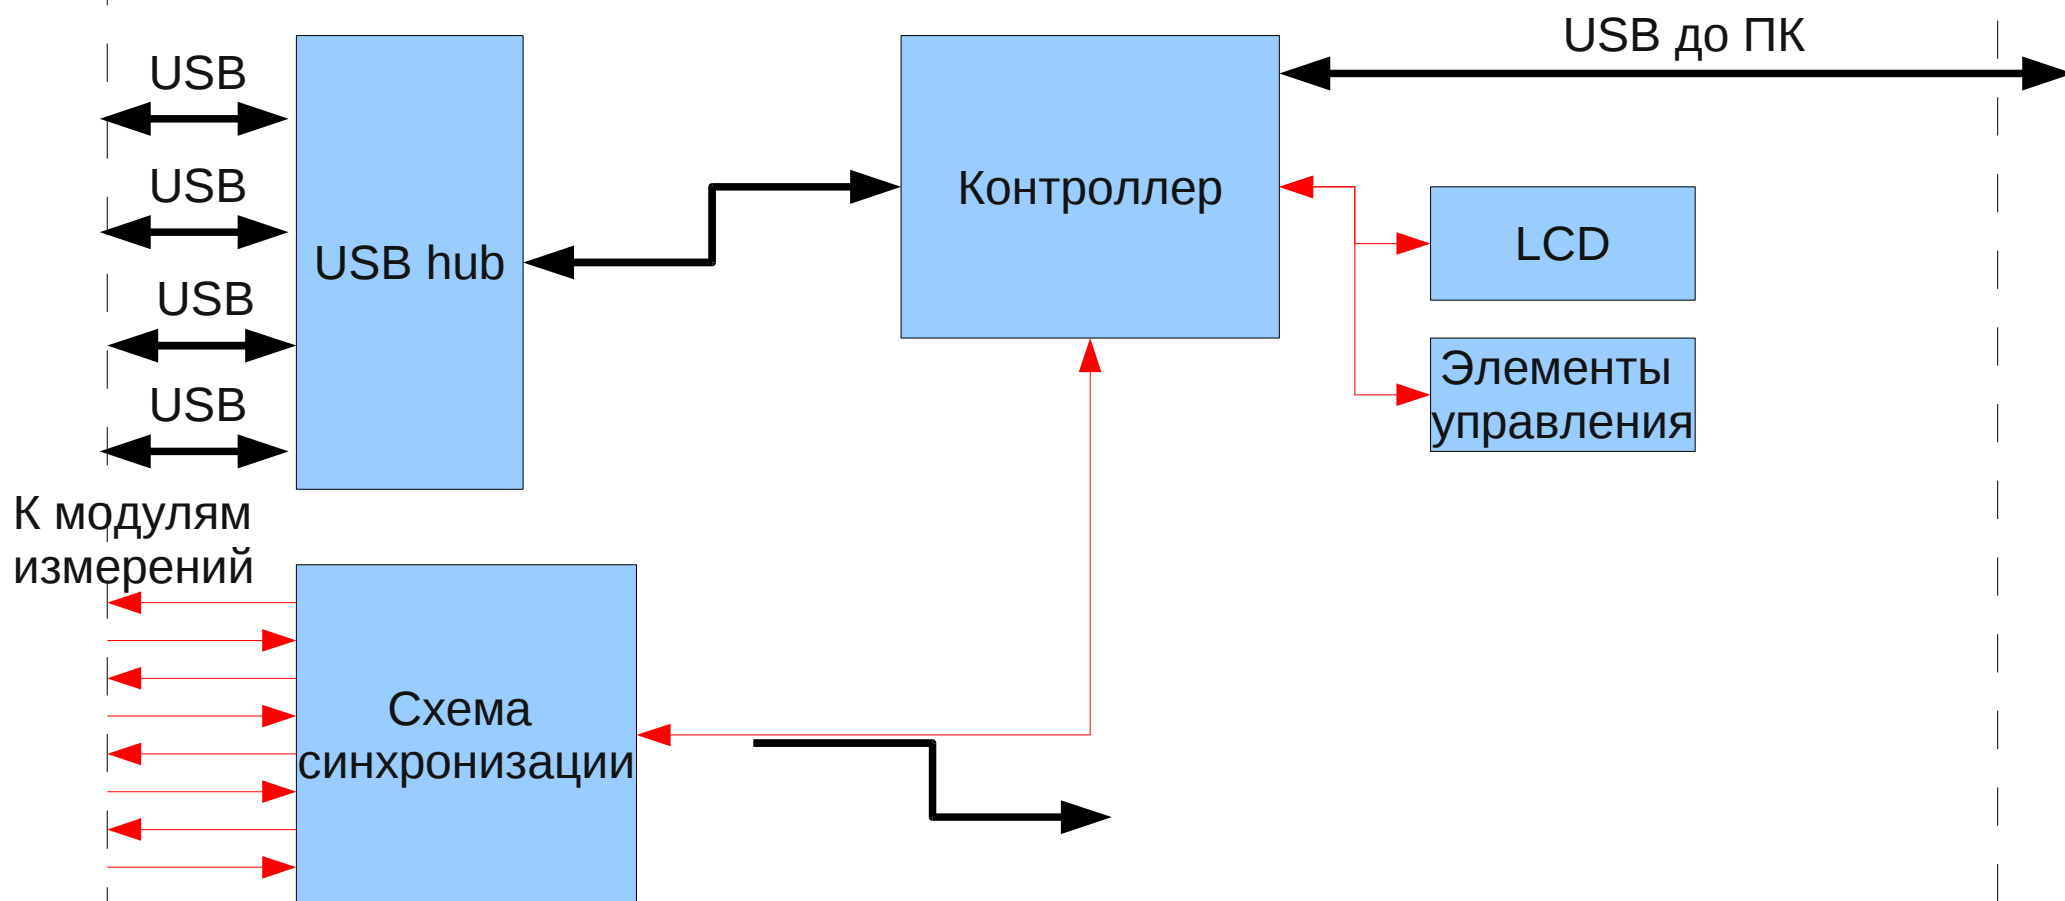 USB до ПК
USB
USB
USB
USB
USB hub
Контроллер
LCD
Элементы
управления
К модулям
измерений
Схема
синхронизации